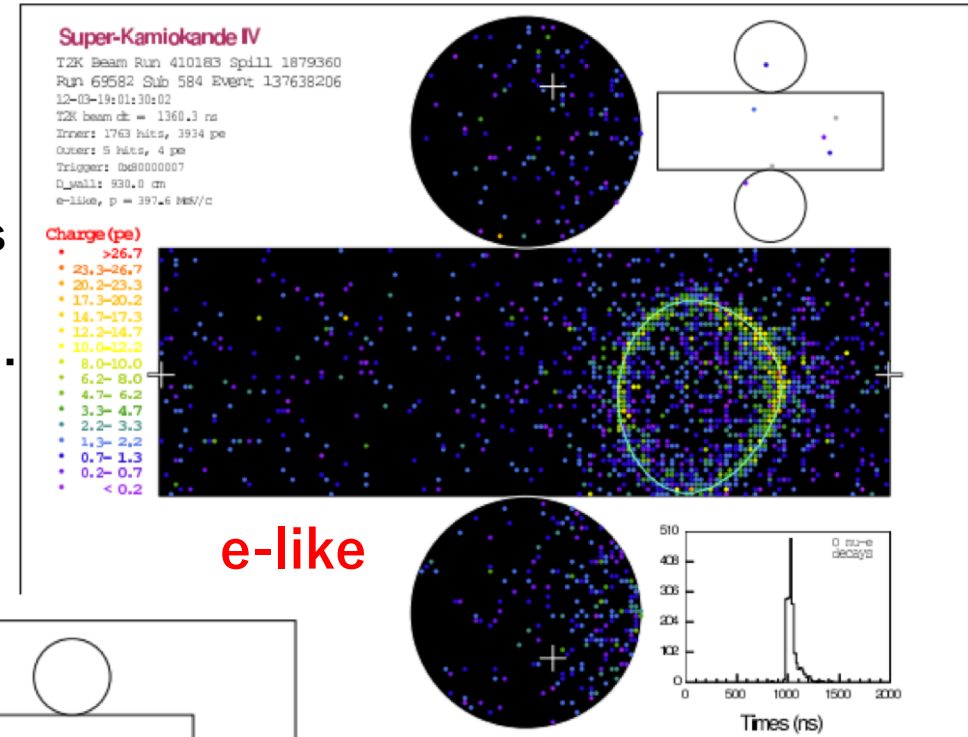 Super-Kamiokande IV
T2K Beam Run 410183 Spill 1879360
Run 69582 Sub 584 Event 137638206
12-03-19:01:30:02
T2K beam dt = 1360.3 ns
Inner: 1763 hits, 3934 pe
Outer: 5 hits, 4 pe
Trigger: 0x80000007
D_wall: 930.0 cm
e-like, p = 397.6 MeV/c
s
.
Charge(pe)
>26.7
23.3-26.7
20.2-23.3
17.3-20.2
14.7-17.3
12.2-14.7
10.0-12.2
8.0-10.0
6.2- 8.0
4.7- 6.2
3.3- 4.7
2.2- 3.3
1.3- 2.2
0.7- 1.3
0.2- 0.7
< 0.2
e-like
0 mu-e
decays
510
408
306
204
102
0
0 500 1000 1500 2000
Times (ns)